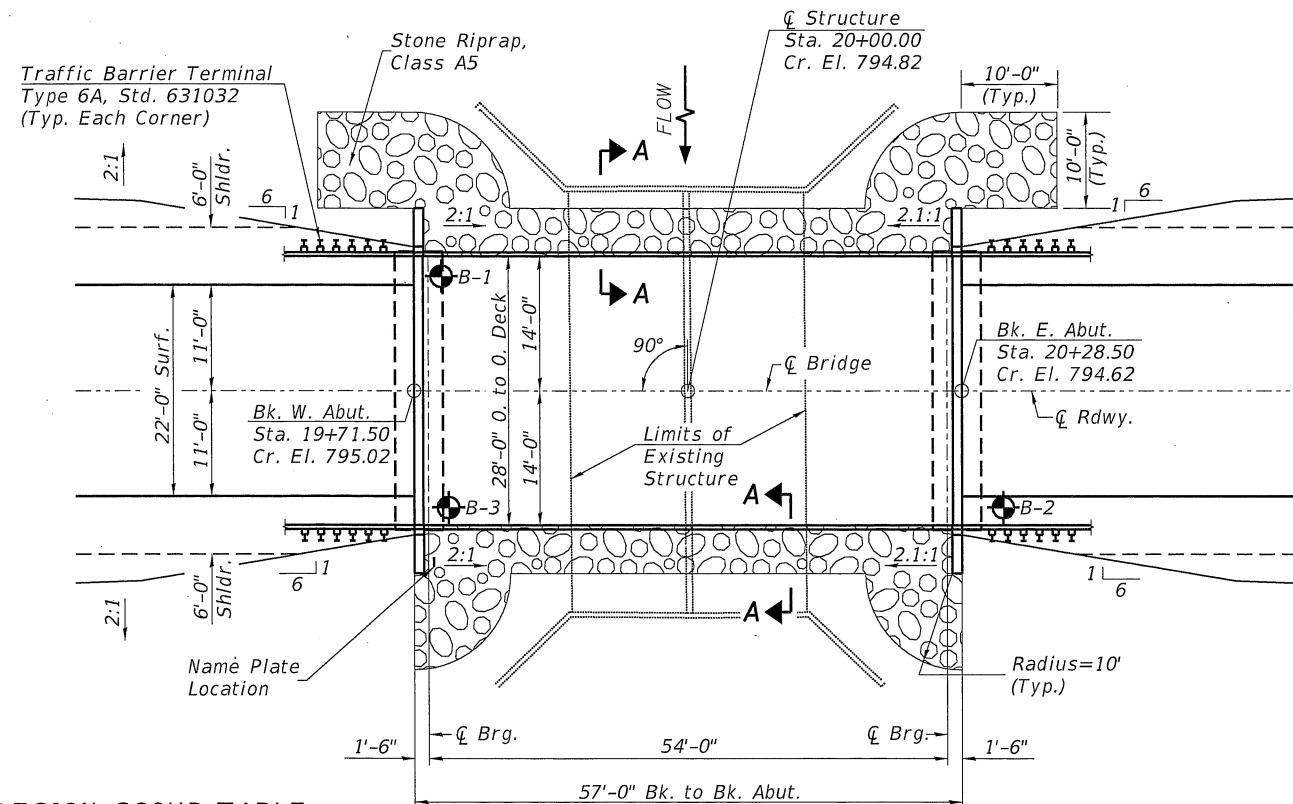 ℄ Structure
Sta. 20+00.00
Cr. El. 794.82
Stone Riprap,
Class A5
Traffic Barrier Terminal
Type 6A, Std. 631032
(Typ. Each Corner)
10'-0"
(Typ.)
FLOW
10'-0"
(Typ.)
2:1
6'-0"
Shldr.
A
6
1
2:1
2.1:1
1
6
B-1
A
22'-0" Surf.
11'-0"
11'-0"
28'-0" O. to O. Deck
14'-0"
14'-0"
90°
℄ Bridge
Bk. E. Abut.
Sta. 20+28.50
Cr. El. 794.62
℄ Rdwy.
Bk. W. Abut.
Sta. 19+71.50
Cr. El. 795.02
Limits of
Existing
Structure
A
B-3
B-2
2:1
2.1:1
6
1
1
6
2:1
6'-0"
Shldr.
A
Name Plate
Location
Radius=10'
(Typ.)
℄ Brg.
℄ Brg.
1'-6"
54'-0"
1'-6"
57'-0" Bk. to Bk. Abut.
DESIGN SCOUR TABLE